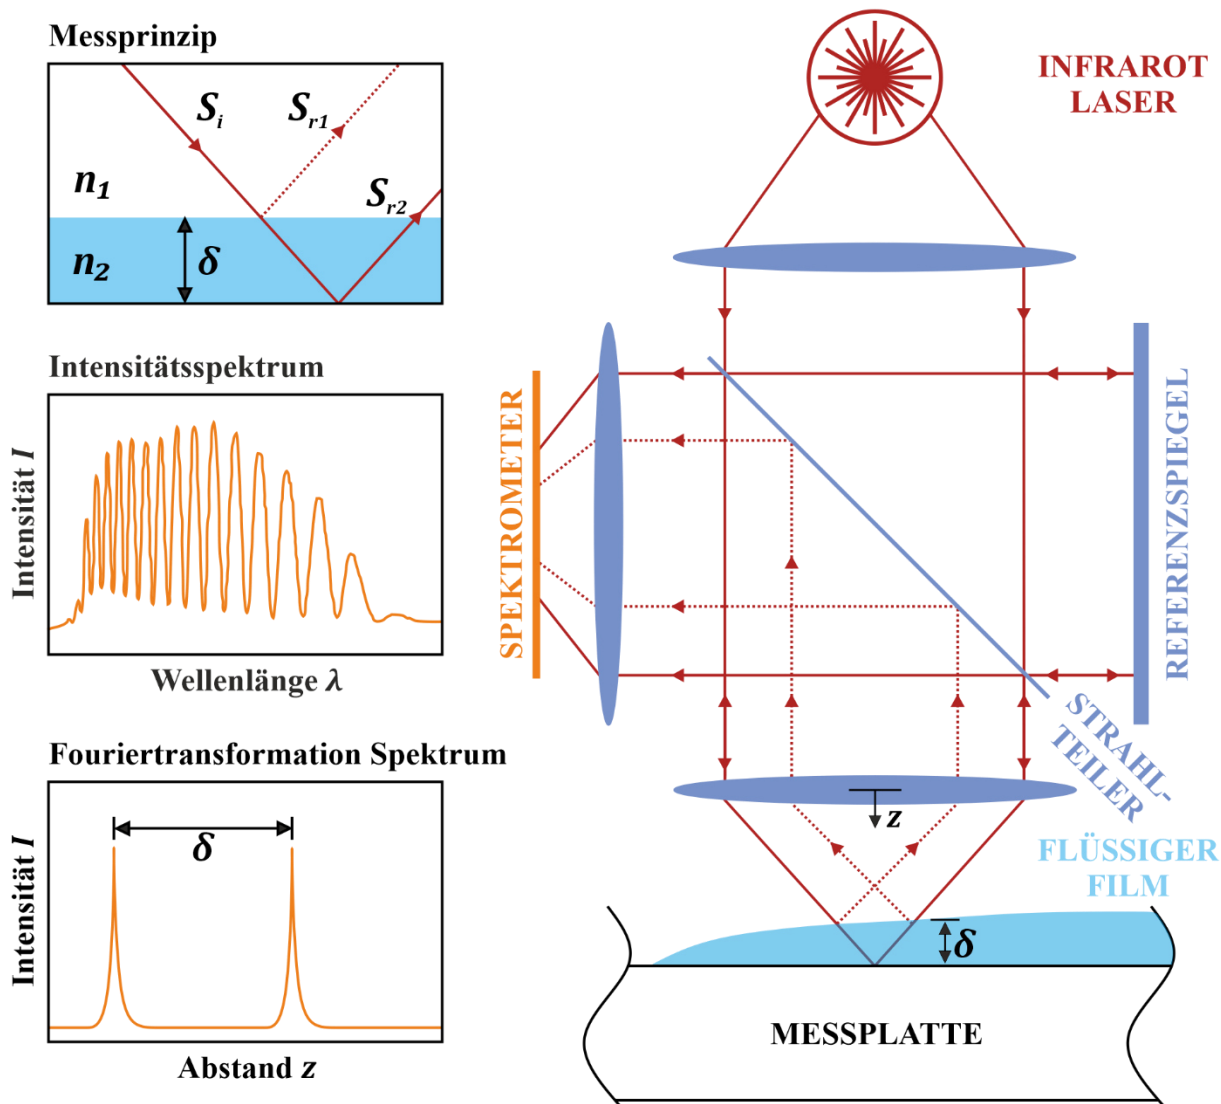 Messprinzip
S_i
S_r1
n_1
S_r2
n_2
δ
Intensitätsspektrum
Intensität I
Wellenlänge λ
Fouriertransformation Spektrum
δ
Intensität I
Abstand z
INFRAROT
LASER
SPEKTROMETER
REFERENZSPIEGEL
STRAHL-
TEILER
z
FLÜSSIGER
FILM
δ
MESSPLATTE